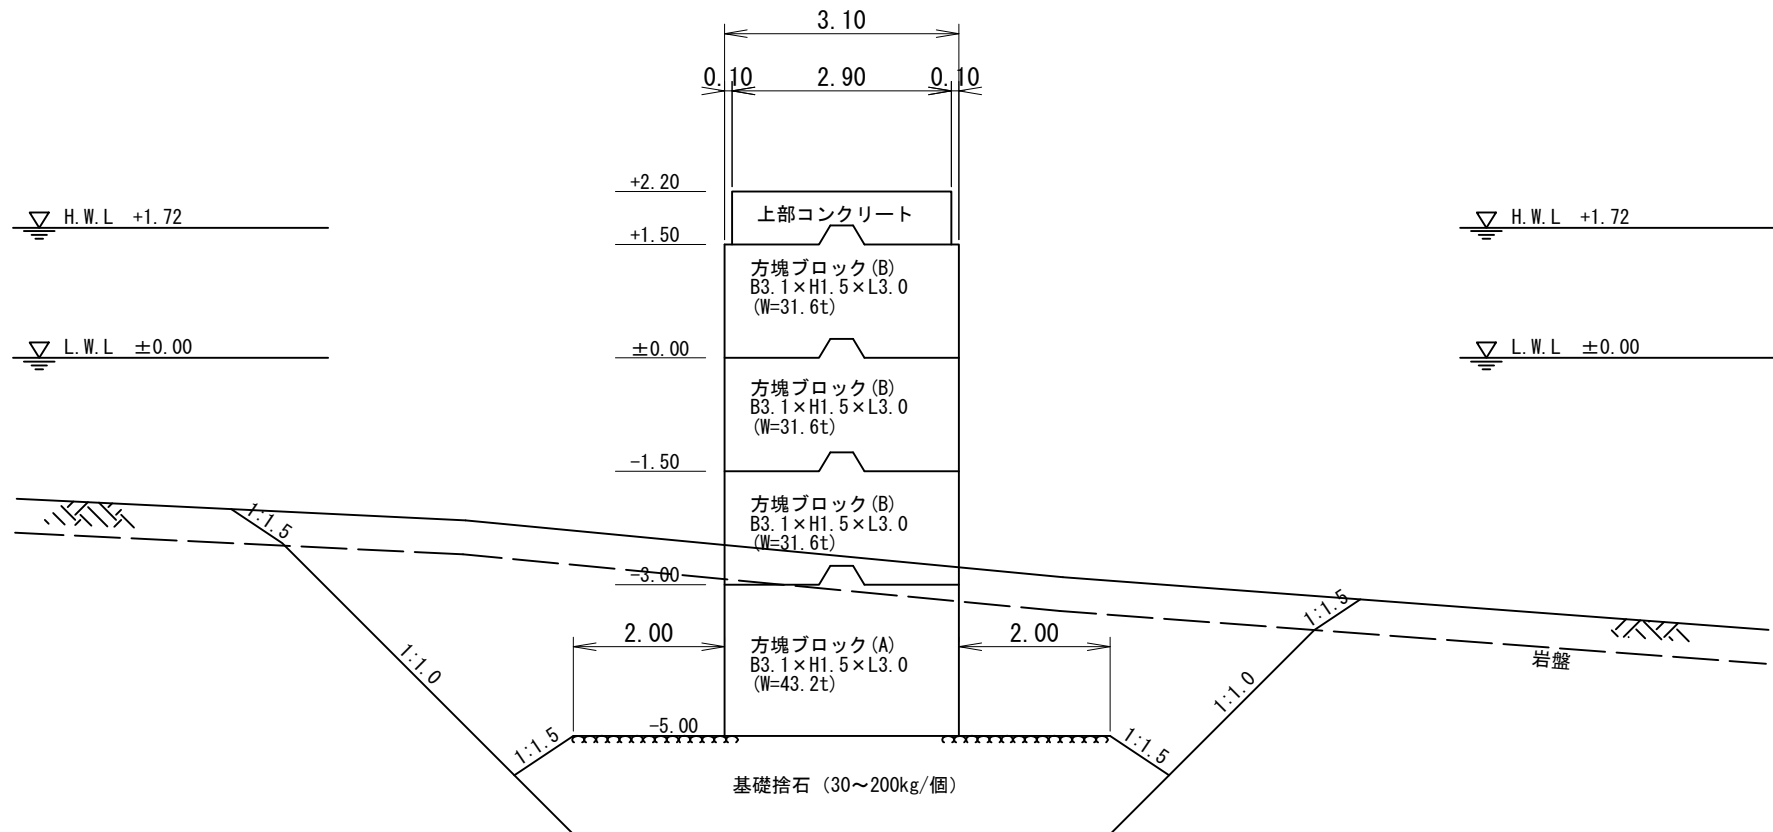 3.10
0.10 2.90 0.10
+2.20
上部コンクリート
H.W.L +1.72
H.W.L +1.72
+1.50
方塊ブロック(B)
B3.1×H1.5×L3.0
(W=31.6t)
L.W.L ±0.00
±0.00
L.W.L ±0.00
方塊ブロック(B)
B3.1×H1.5×L3.0
(W=31.6t)
-1.50
方塊ブロック(B)
B3.1×H1.5×L3.0
(W=31.6t)
1:1.5
-3.00
1:1.5
2.00
方塊ブロック(A)
B3.1×H1.5×L3.0
(W=43.2t)
2.00
岩盤
1:1.0
1:1.0
-5.00
1:1.5
1:1.5
基礎捨石 (30～200kg/個)